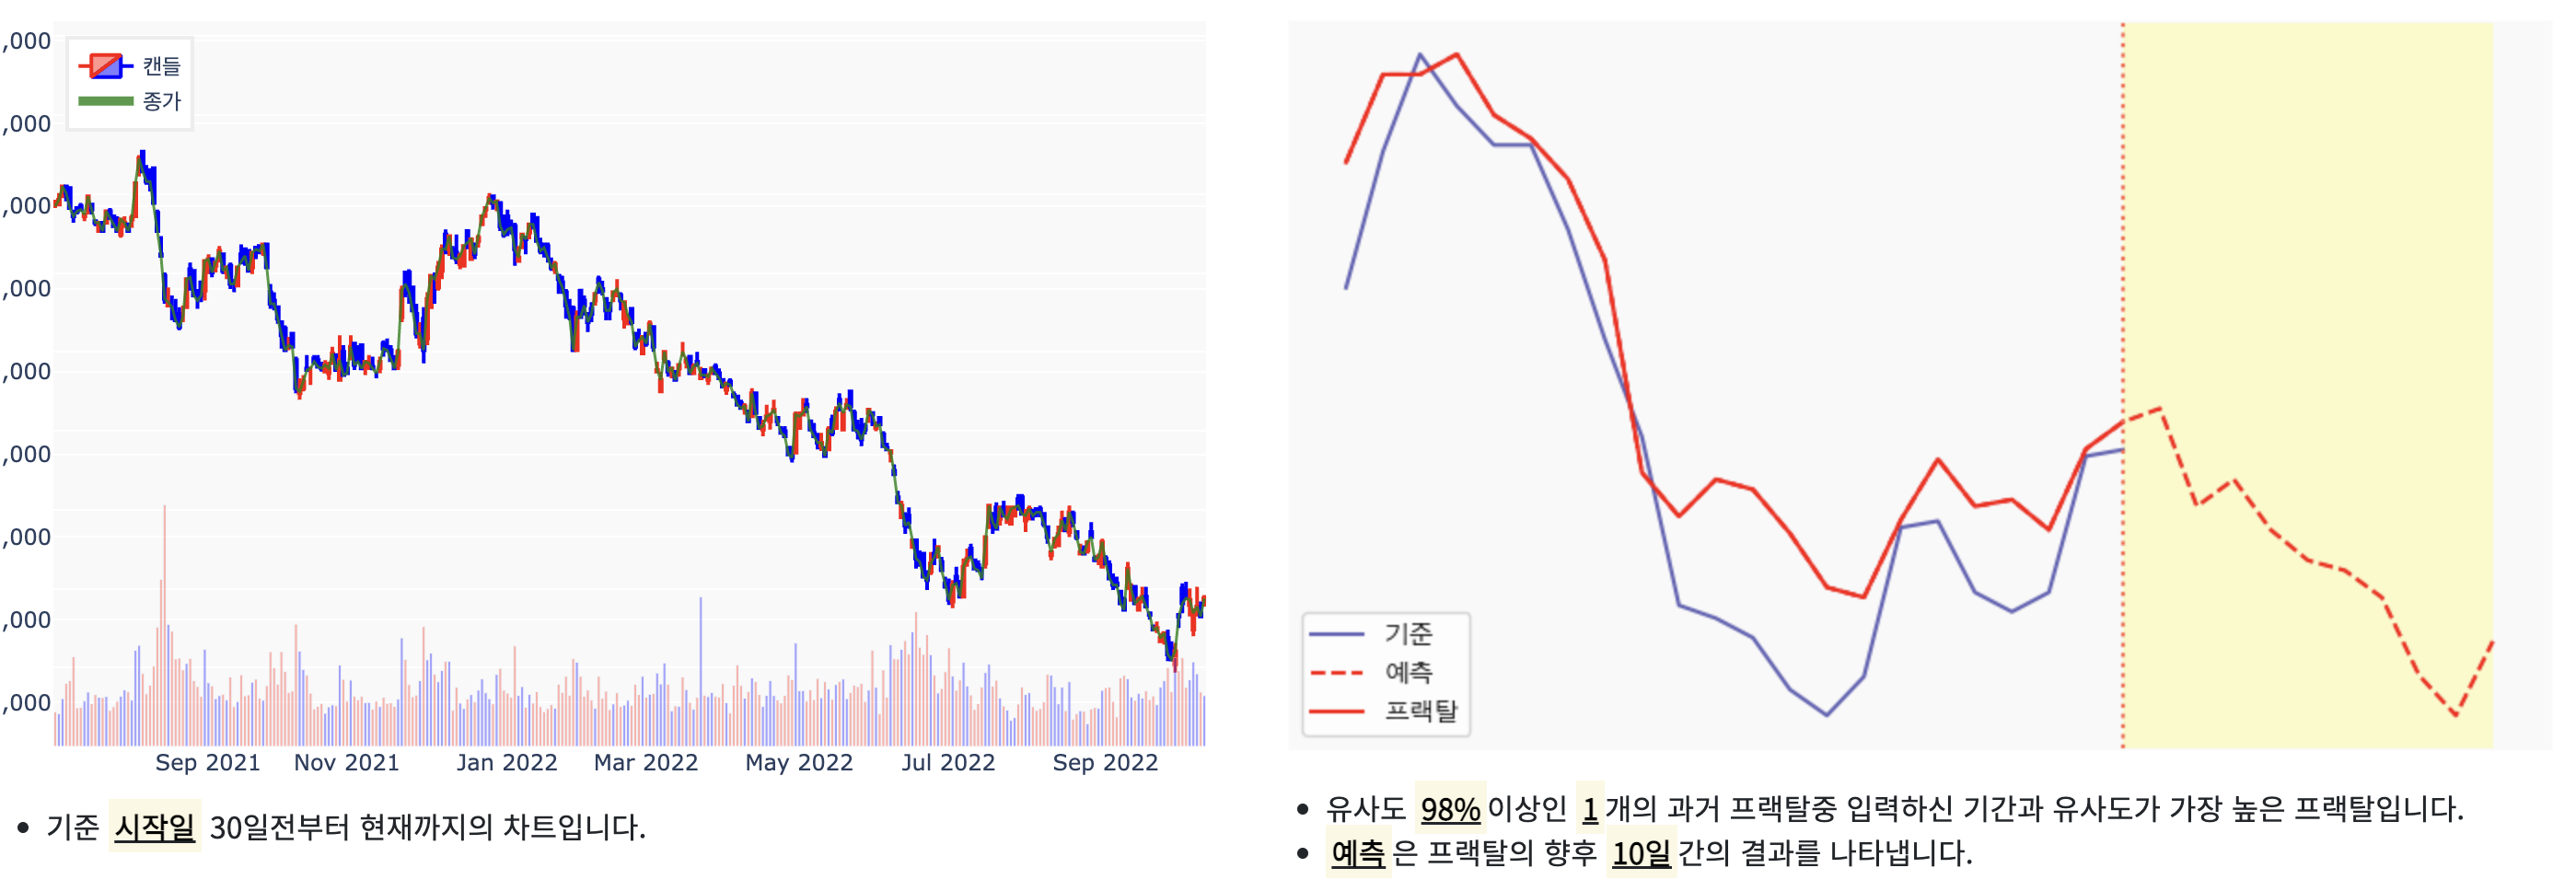 ,000
캔들
종가
,000
,000
,000
,000
,000
,000
,000
,000
Sep 2021
Nov 2021
Jan 2022
Mar 2022
May 2022
Jul 2022
Sep 2022
• 기준 시작일 30일전부터 현재까지의 차트입니다.
기준
예측
프랙탈
• 유사도 98% 이상인 1개의 과거 프랙탈중 입력하신 기간과 유사도가 가장 높은 프랙탈입니다.
• 예측은 프랙탈의 향후 10일간의 결과를 나타냅니다.